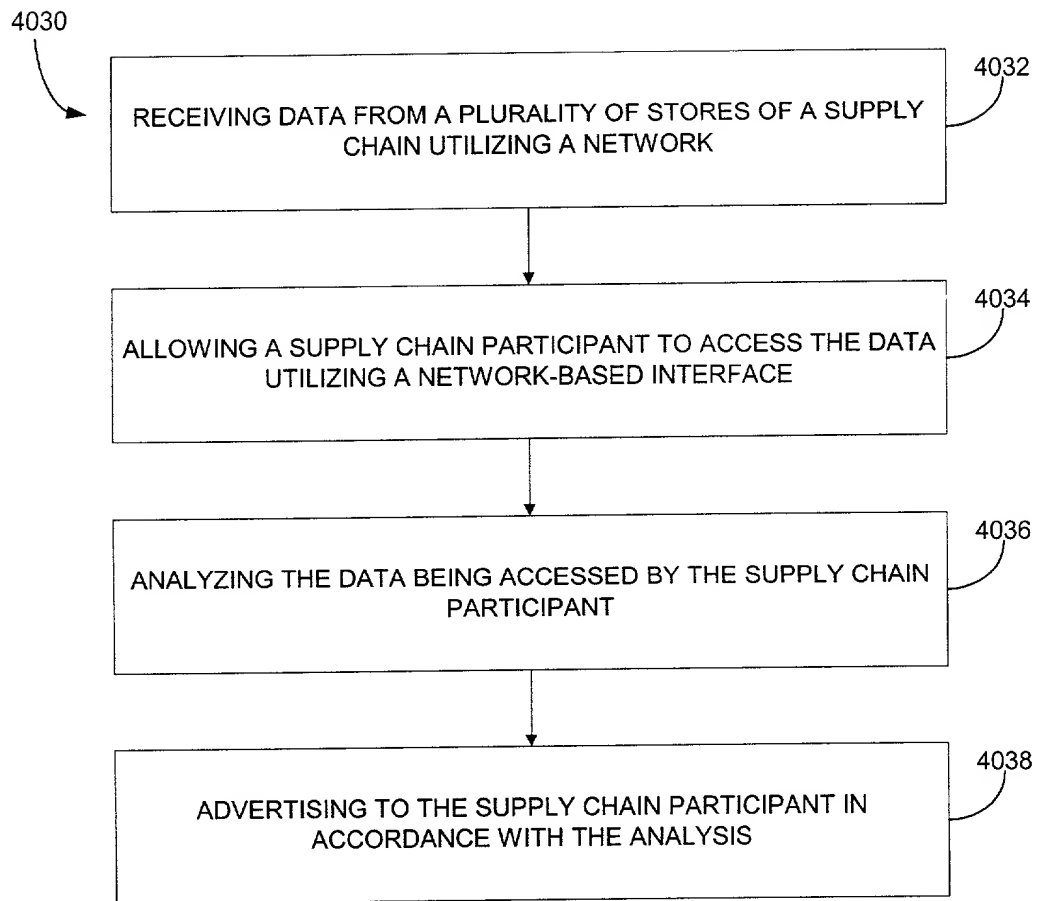 4030
4032
RECEIVING DATA FROM A PLURALITY OF STORES OF A SUPPLY
CHAIN UTILIZING A NETWORK
4034
ALLOWING A SUPPLY CHAIN PARTICIPANT TO ACCESS THE DATA
UTILIZING A NETWORK-BASED INTERFACE
4036
ANALYZING THE DATA BEING ACCESSED BY THE SUPPLY CHAIN
PARTICIPANT
4038
ADVERTISING TO THE SUPPLY CHAIN PARTICIPANT IN
ACCORDANCE WITH THE ANALYSIS